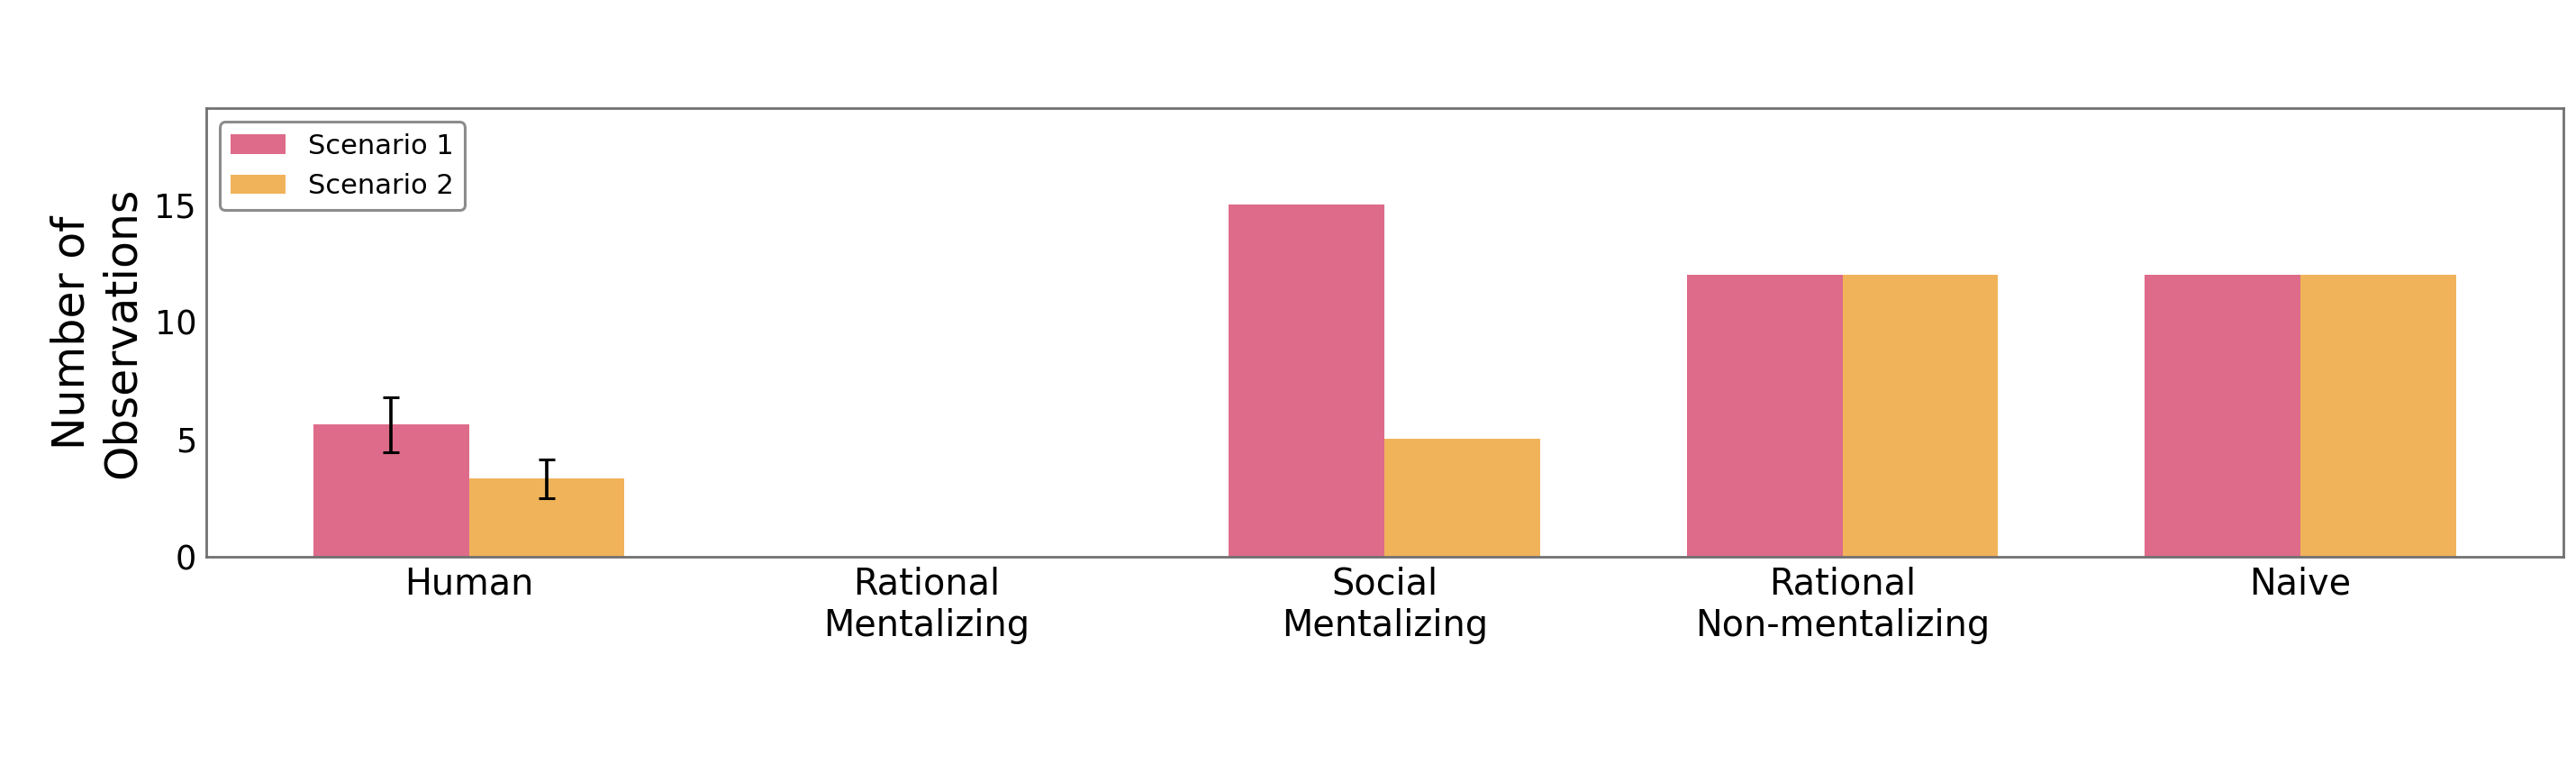 Number of
Observations
15
10
5
0
Scenario 1
Scenario 2
Human
Rational
Mentalizing
Social
Mentalizing
Rational
Non-mentalizing
Naive